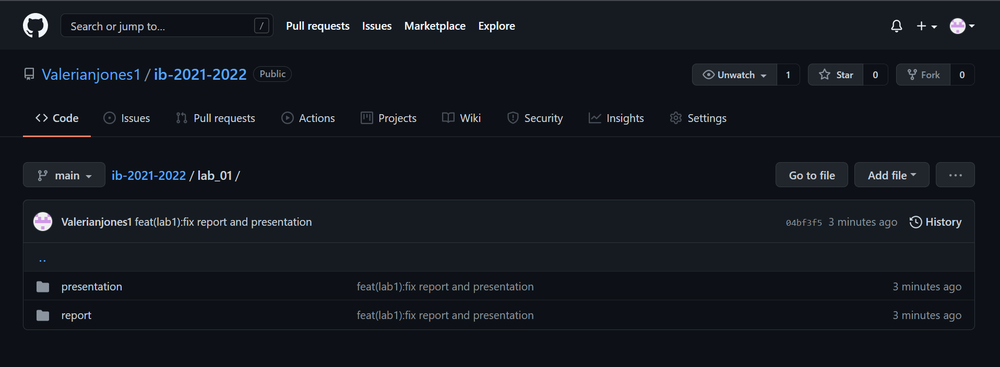 Search or jump to... / Pull requests Issues Marketplace Explore
Valerianjones1 / ib-2021-2022 Public Unwatch 1 Star 0 Fork 0
Code Issues Pull requests Actions Projects Wiki Security Insights Settings
main ib-2021-2022 / lab_01 / Go to file Add file ...
Valerianjones1 feat(lab1):fix report and presentation 04bf3f5 3 minutes ago History
..
presentation feat(lab1):fix report and presentation 3 minutes ago
report feat(lab1):fix report and presentation 3 minutes ago